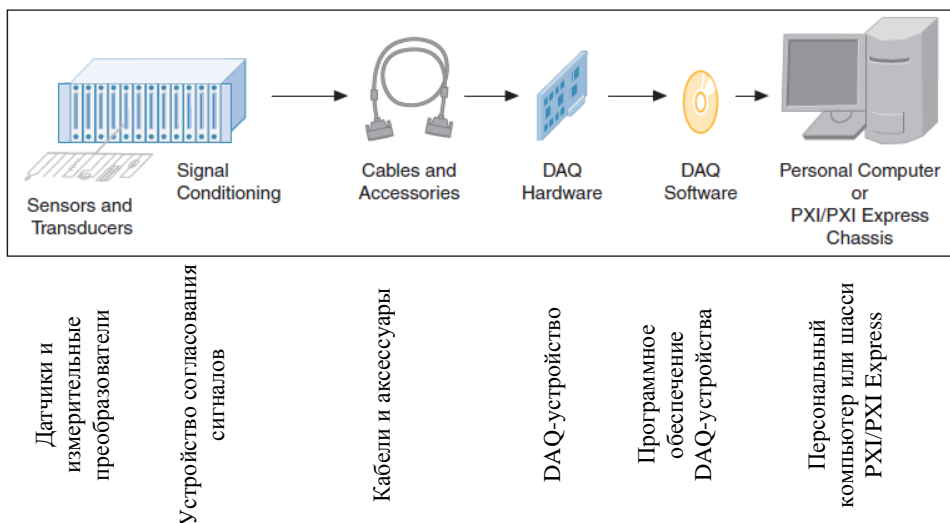 Sensors and
Transducers
Signal
Conditioning
Cables and
Accessories
DAQ
Hardware
DAQ
Software
Personal Computer
or
PXI/PXI Express
Chassis
Датчики и
измерительные
преобразователи
Устройство согласования
сигналов
Кабели и аксессуары
DAQ-устройство
Программное
обеспечение
DAQ-устройства
Персональный
компьютер или шасси
PXI/PXI Express